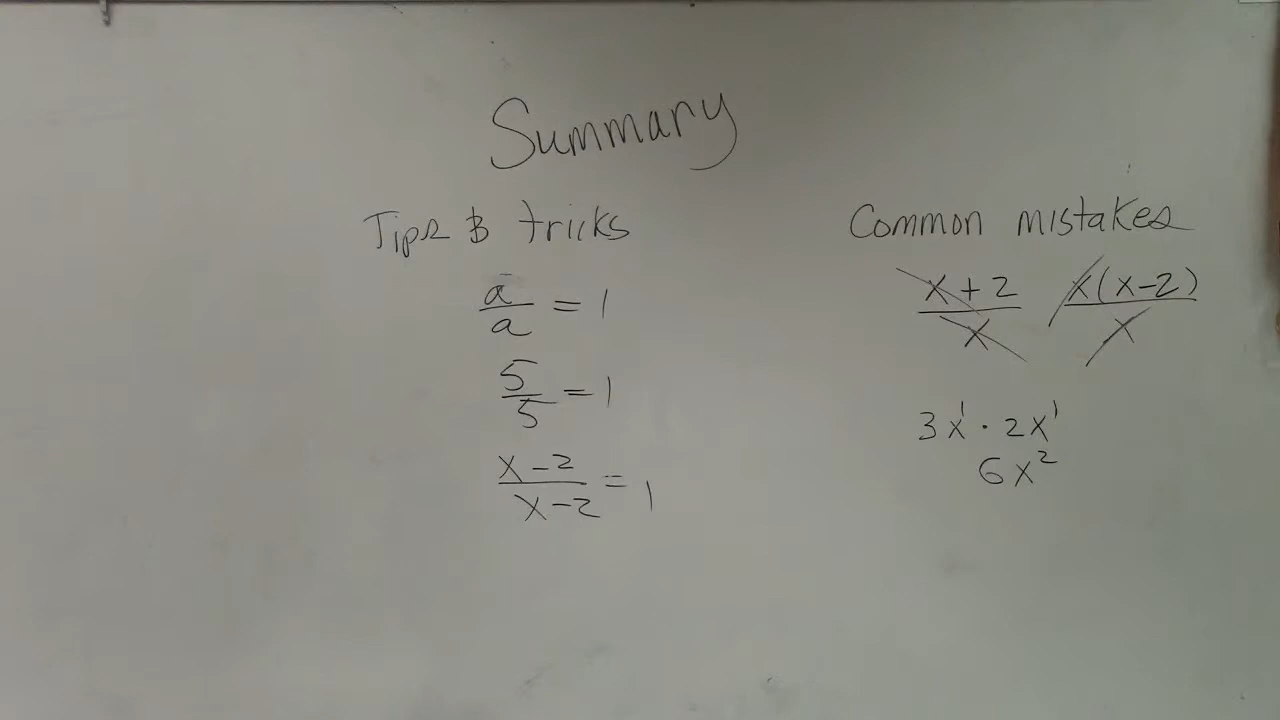 Summary
Tips & tricks
a/a = 1
5/5 = 1
x-2/x-2 = 1
Common mistakes
x+2/x x(x-2)/x
3x¹ · 2x¹
6x²